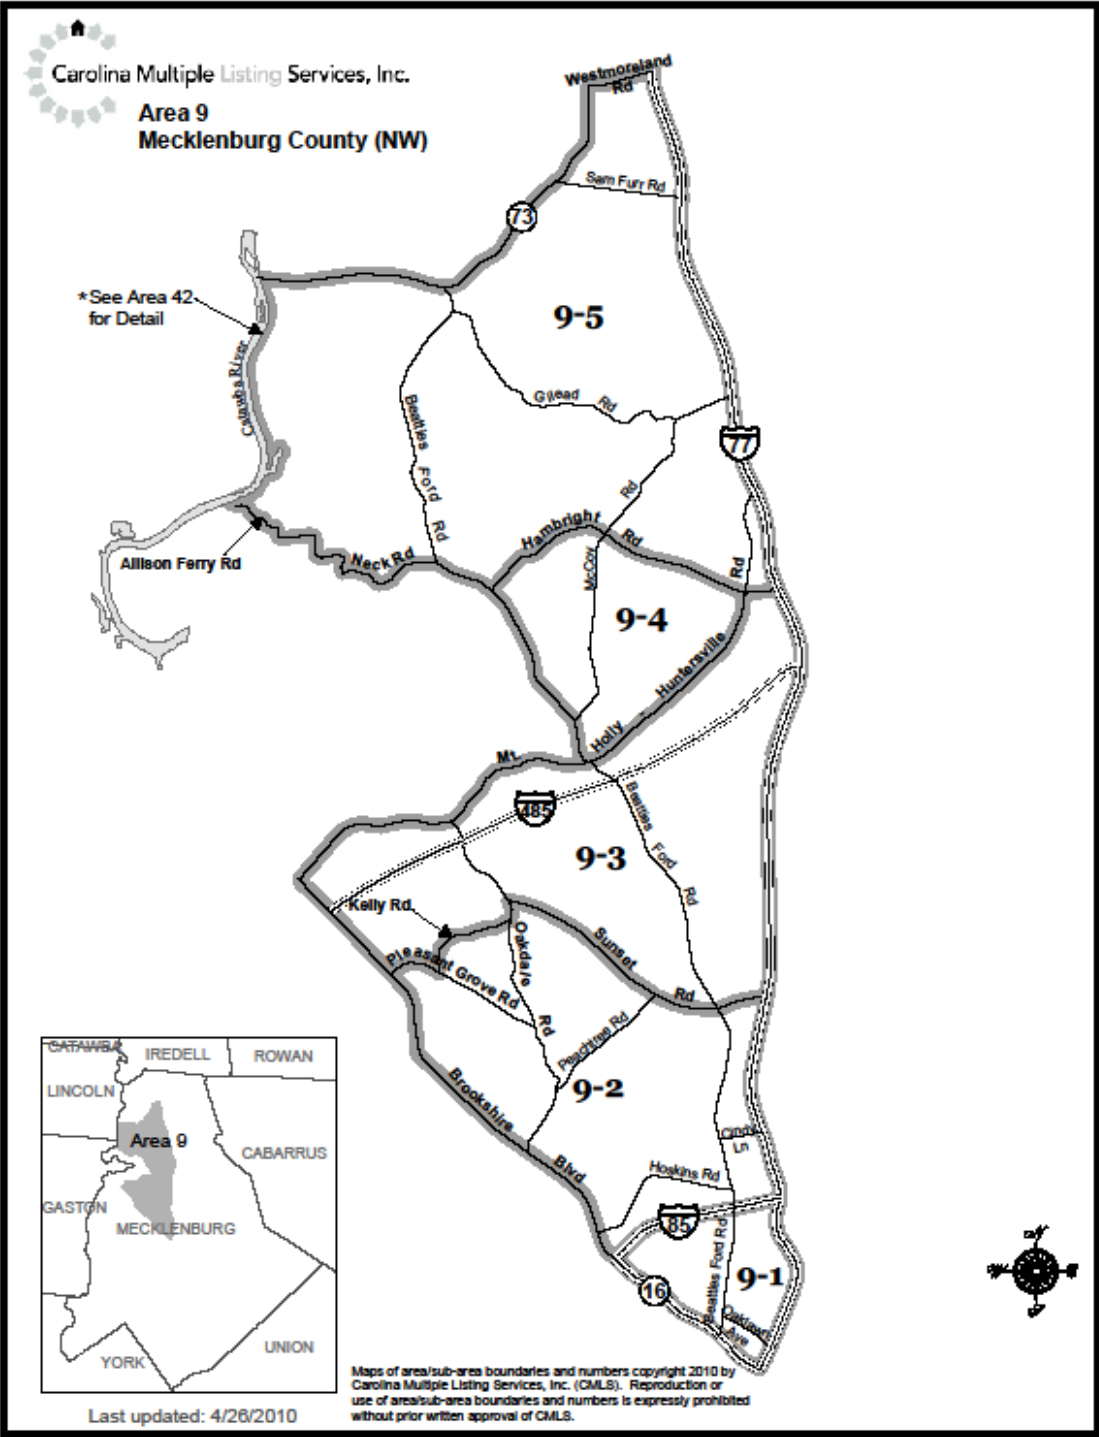 Carolina Multiple Listing Services, Inc.
Area 9
Mecklenburg County (NW)
Westmoreland
Rd
Sam Furr Rd
73
*See Area 42
for Detail
9-5
Catawba River
Gilead Rd
Beatties Ford Rd
77
Rd
Hambright Rd
Allison Ferry Rd
Neck Rd
McCoy
Rd
9-4
Huntersville
Holly -
Mt.
485
Beatties Ford Rd
9-3
Kelly Rd
Oakdale Rd
Sunset Rd
Pleasant Grove Rd
Peachtree Rd
9-2
Brookshire Blvd
Cindy
Ln
Hoskins Rd
85
Beatties Ford Rd
9-1
16
Oaklawn
Ave
CATAWBA
IREDELL
ROWAN
LINCOLN
Area 9
CABARRUS
GASTON
MECKLENBURG
UNION
YORK
Last updated: 4/26/2010
Maps of area/sub-area boundaries and numbers copyright 2010 by
Carolina Multiple Listing Services, Inc. (CMLS). Reproduction or
use of area/sub-area boundaries and numbers is expressly prohibited
without prior written approval of CMLS.